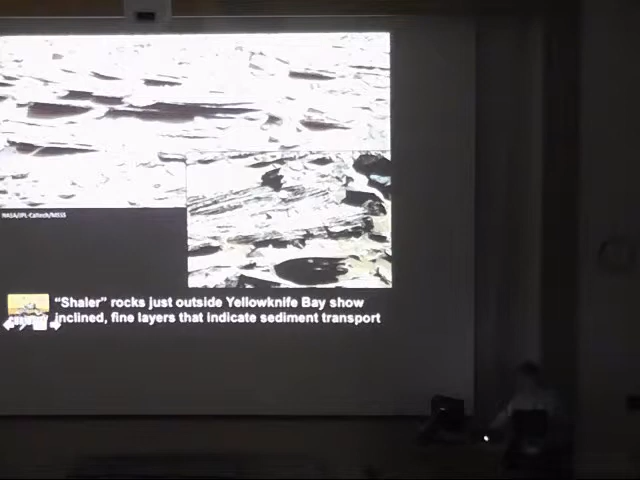 NASA/JPL-Caltech/MSSS
"Shaler" rocks just outside Yellowknife Bay show
inclined, fine layers that indicate sediment transport